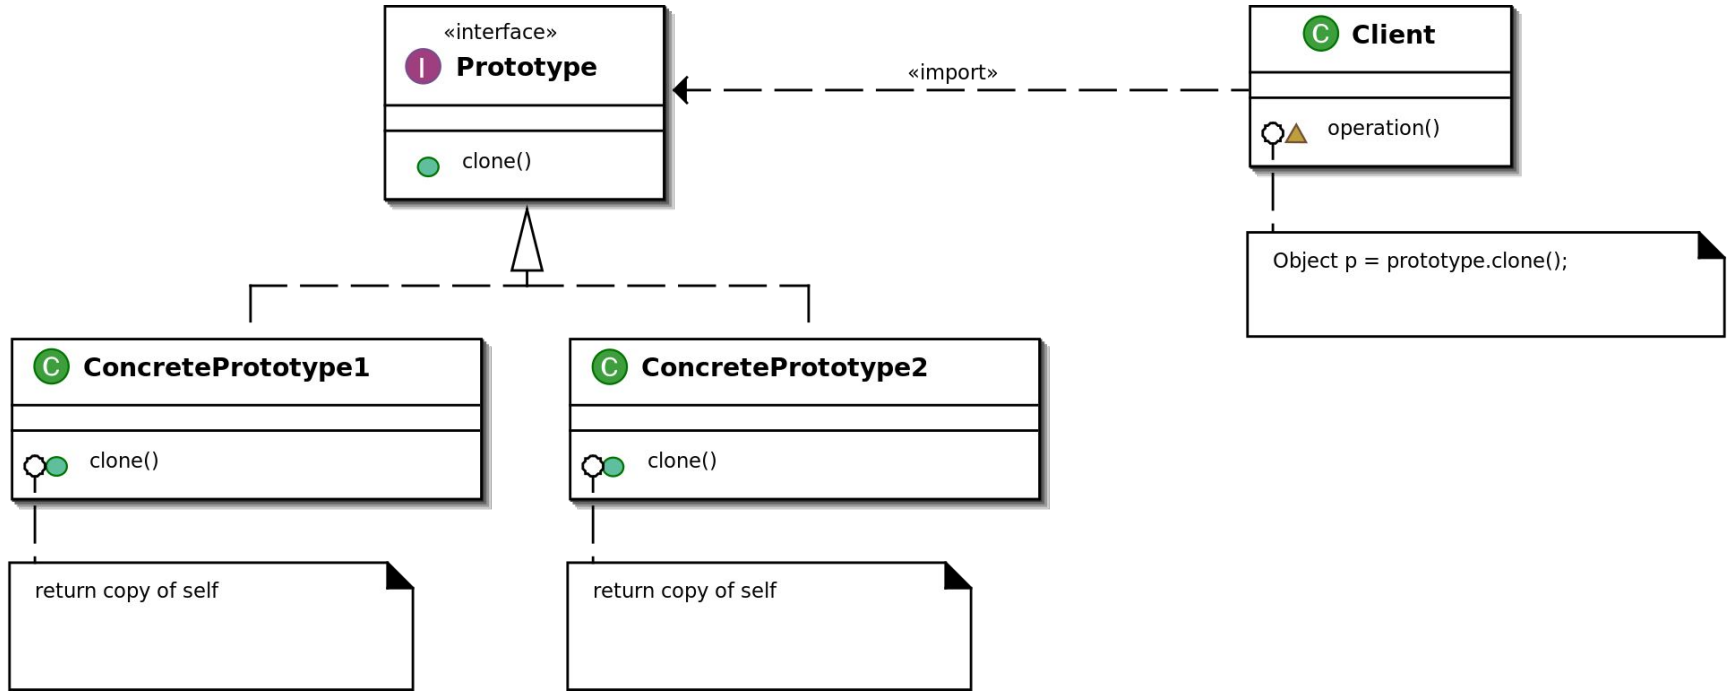 «interface»
I Prototype
clone()
«import»
C Client
operation()
Object p = prototype.clone();
C ConcretePrototype1
clone()
return copy of self
C ConcretePrototype2
clone()
return copy of self